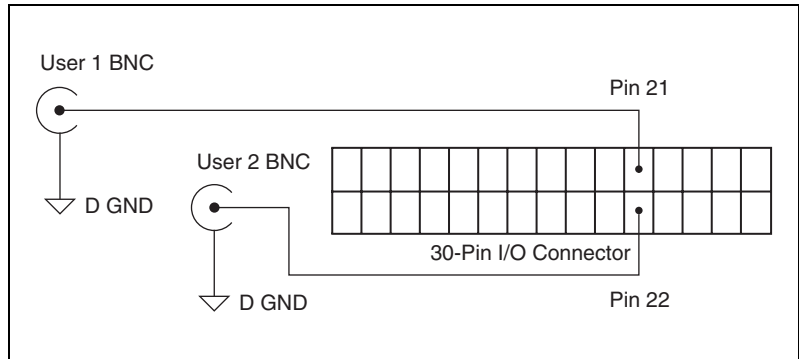 User 1 BNC
Pin 21
User 2 BNC
D GND
30-Pin I/O Connector
D GND
Pin 22